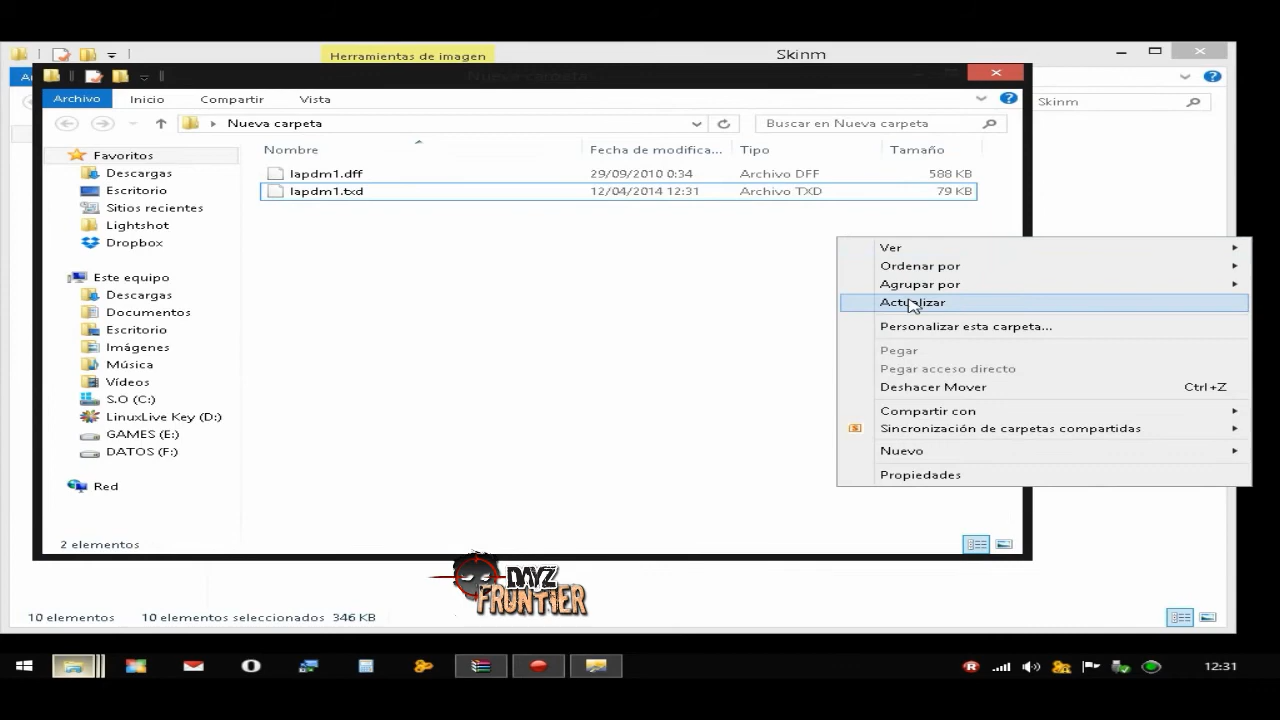 Herramientas de imagen
Skinm
Nueva carpeta
Archivo
Inicio
Compartir
Vista
Nueva carpeta
Buscar en Nueva carpeta
Skinm
Nombre
Fecha de modifica...
Tipo
Tamaño
lapdm1.dff
29/09/2010 0:34
Archivo DFF
588 KB
lapdm1.txd
12/04/2014 12:31
Archivo TXD
79 KB
Favoritos
Descargas
Escritorio
Sitios recientes
Lightshot
Dropbox
Este equipo
Descargas
Documentos
Escritorio
Imágenes
Música
Vídeos
S.O (C:)
LinuxLive Key (D:)
GAMES (E:)
DATOS (F:)
Red
2 elementos
Ver
Ordenar por
Agrupar por
Actualizar
Personalizar esta carpeta...
Pegar
Pegar acceso directo
Deshacer Mover
Ctrl+Z
Compartir con
Sincronización de carpetas compartidas
Nuevo
Propiedades
DAYZ
FRONTIER
10 elementos
10 elementos seleccionados 346 KB
12:31